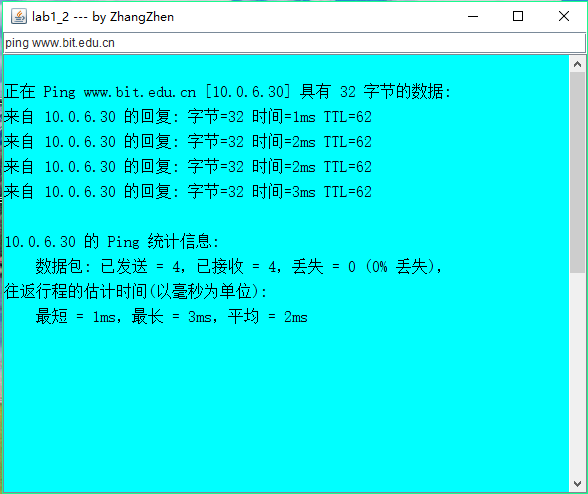 lab1_2 --- by ZhangZhen
ping www.bit.edu.cn
正在 Ping www.bit.edu.cn [10.0.6.30] 具有 32 字节的数据:
来自 10.0.6.30 的回复: 字节=32 时间=1ms TTL=62
来自 10.0.6.30 的回复: 字节=32 时间=2ms TTL=62
来自 10.0.6.30 的回复: 字节=32 时间=2ms TTL=62
来自 10.0.6.30 的回复: 字节=32 时间=3ms TTL=62
10.0.6.30 的 Ping 统计信息:
数据包: 已发送 = 4，已接收 = 4，丢失 = 0 (0% 丢失)，
往返行程的估计时间(以毫秒为单位):
最短 = 1ms，最长 = 3ms，平均 = 2ms